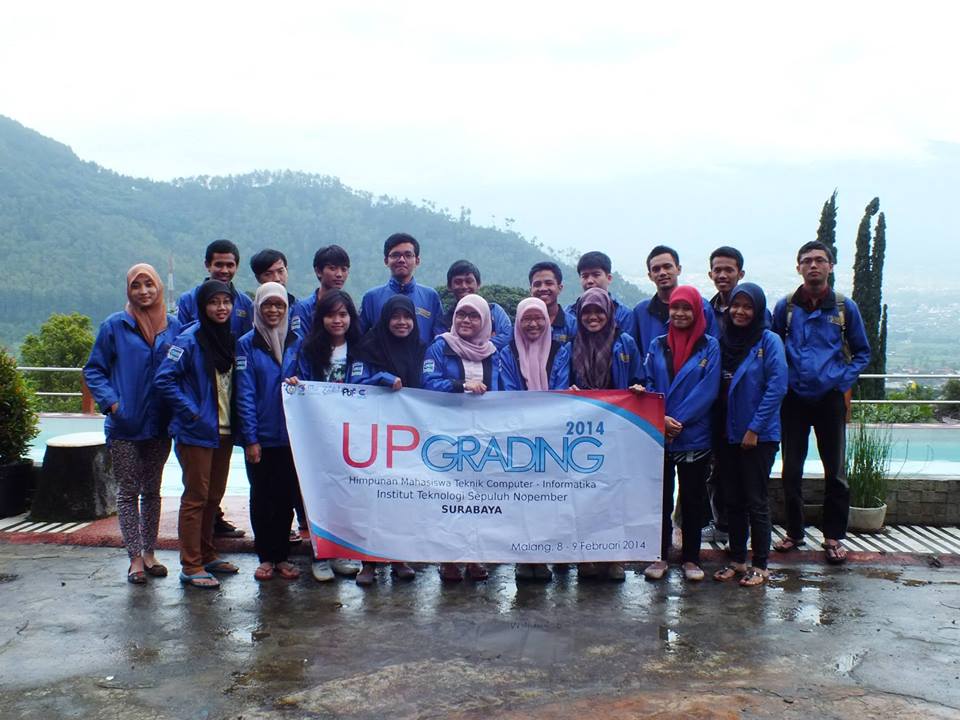 2014
UPGRADING
Himpunan Mahasiswa Teknik Computer - Informatika
Institut Teknologi Sepuluh Nopember
SURABAYA
Malang, 8 - 9 Februari 2014